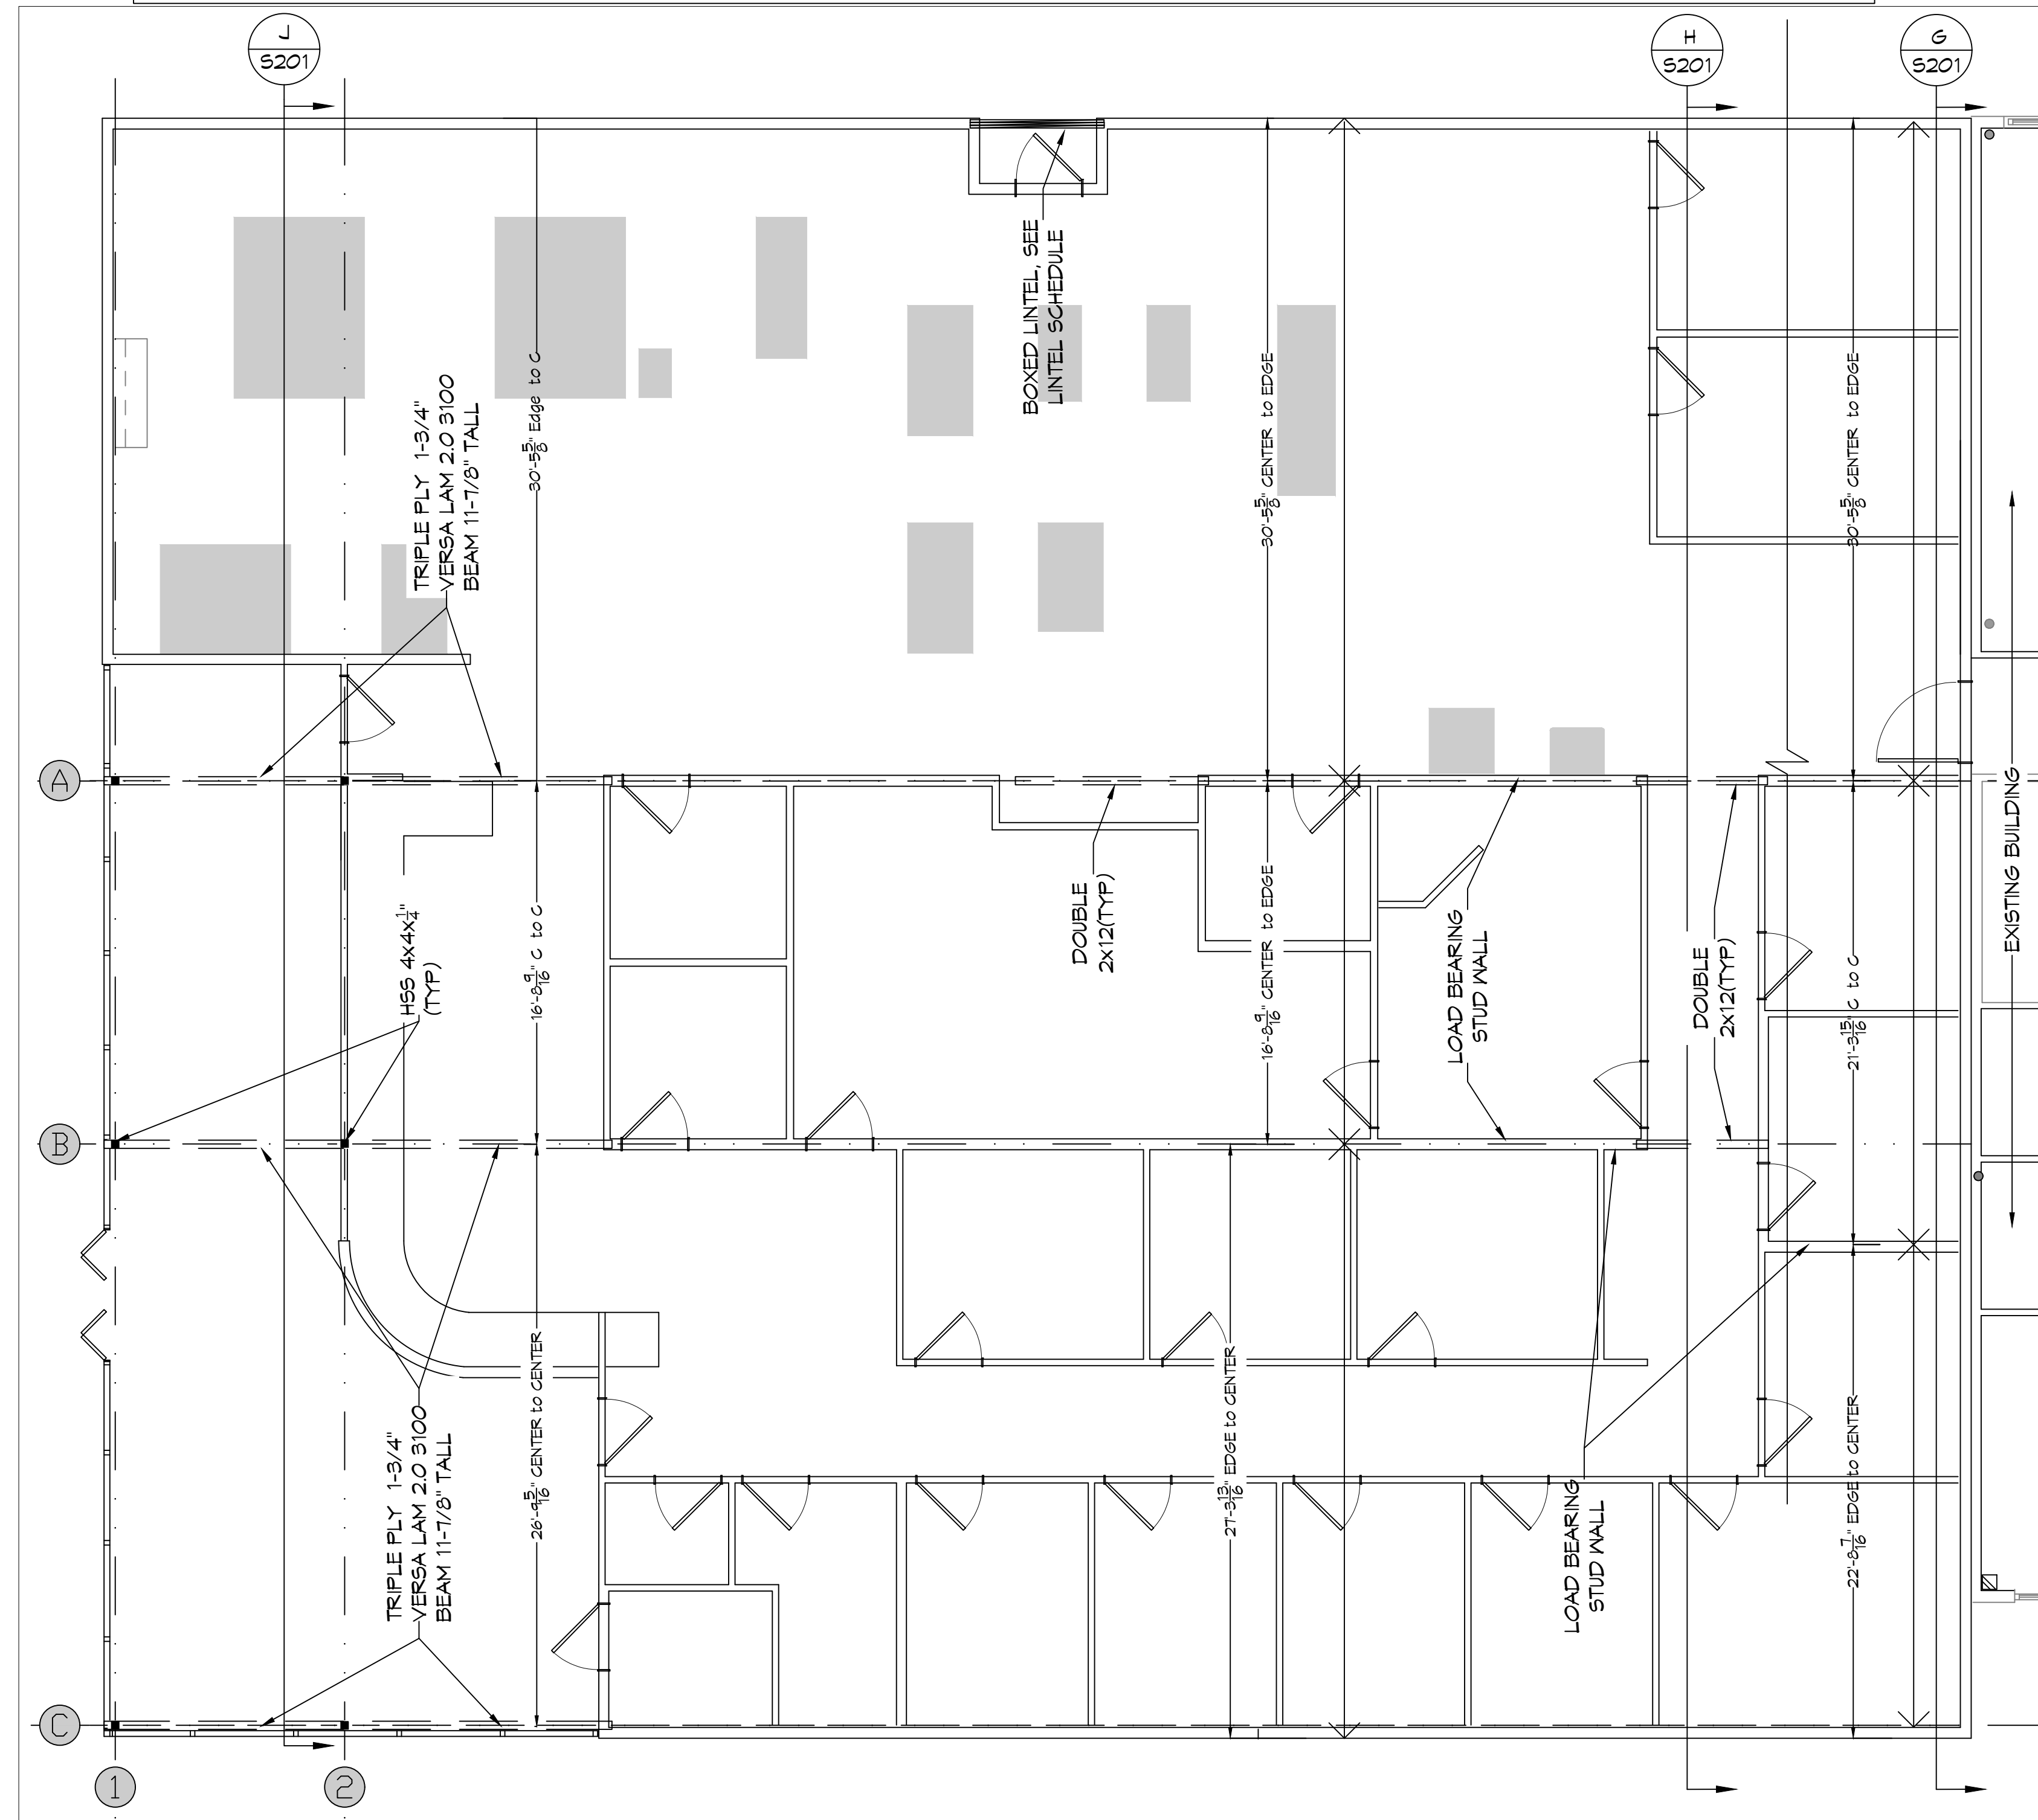 J
S201
H
S201
G
S201
BOXED LINTEL, SEE
LINTEL SCHEDULE
TRIPLE PLY 1-3/4"
VERSA LAM 2.0 3100
BEAM 11-7/8" TALL
30'-5 5/8" Edge to C
30'-5 5/8" CENTER to EDGE
30'-5 5/8" CENTER to EDGE
A
EXISTING BUILDING
HSS 4x4x1/4"
(TYP)
16'-8 9/16" C to C
DOUBLE
2x12(TYP)
16'-8 9/16" CENTER to EDGE
LOAD BEARING
STUD WALL
DOUBLE
2x12(TYP)
21'-3 15/16" C to C
B
TRIPLE PLY 1-3/4"
VERSA LAM 2.0 3100
BEAM 11-7/8" TALL
26'-9 5/16" CENTER to CENTER
27'-3 13/16" EDGE to CENTER
LOAD BEARING
STUD WALL
22'-8 7/16" EDGE to CENTER
C
1
2